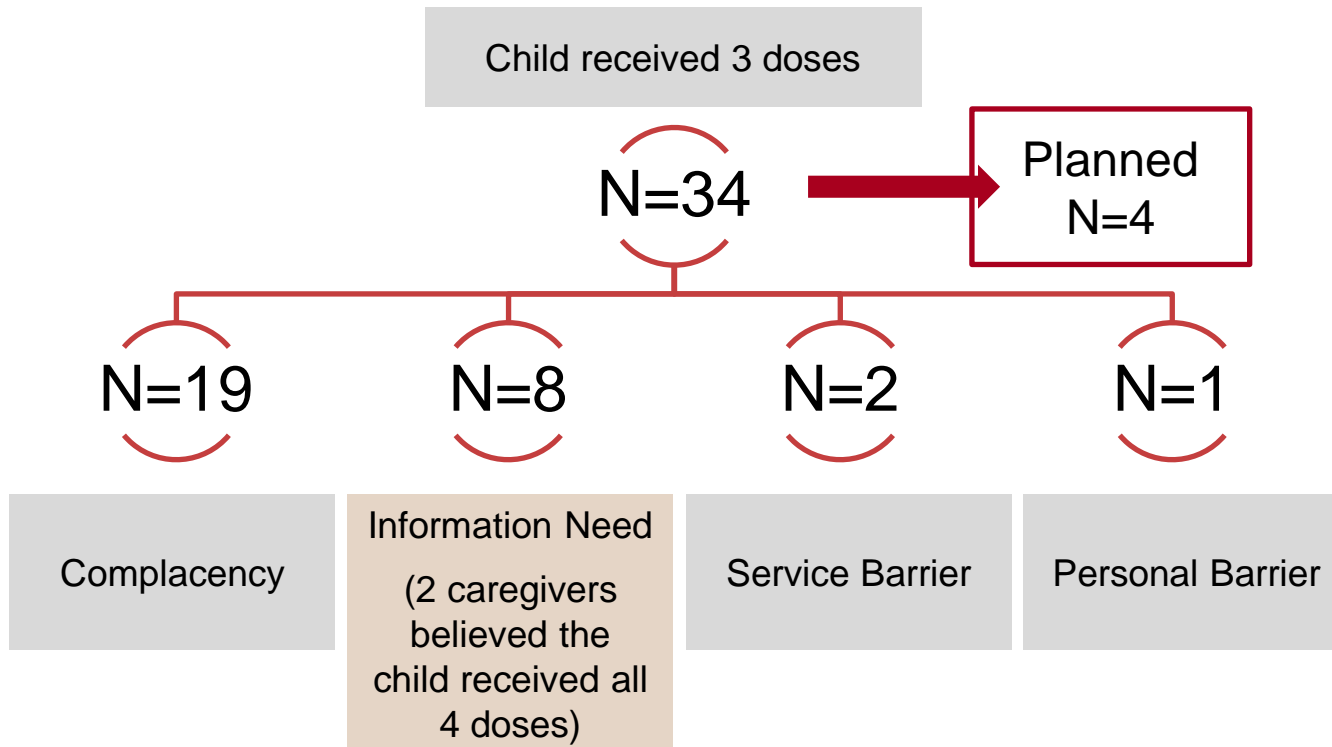 Child received 3 doses
N=34
Planned
N=4
N=19
N=8
N=2
N=1
Complacency
Information Need
(2 caregivers
believed the
child received all
4 doses)
Service Barrier
Personal Barrier